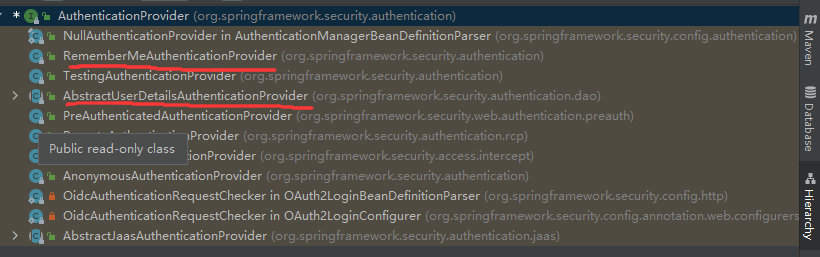 AuthenticationProvider (org.springframework.security.authentication)
NullAuthenticationProvider in AuthenticationManagerBeanDefinitionParser (org.springframework.security.config.authentication)
RememberMeAuthenticationProvider (org.springframework.security.authentication)
TestingAuthenticationProvider (org.springframework.security.authentication)
AbstractUserDetailsAuthenticationProvider (org.springframework.security.authentication.dao)
PreAuthenticatedAuthenticationProvider (org.springframework.security.web.authentication.preauth)
Provider (org.springframework.security.authentication.rcp)
Public read-only class
Provider (org.springframework.security.access.intercept)
AnonymousAuthenticationProvider (org.springframework.security.authentication)
OidcAuthenticationRequestChecker in OAuth2LoginBeanDefinitionParser (org.springframework.security.config.http)
OidcAuthenticationRequestChecker in OAuth2LoginConfigurer (org.springframework.security.config.annotation.web.configurers
AbstractJaasAuthenticationProvider (org.springframework.security.authentication.jaas)
Maven
Database
Hierarchy